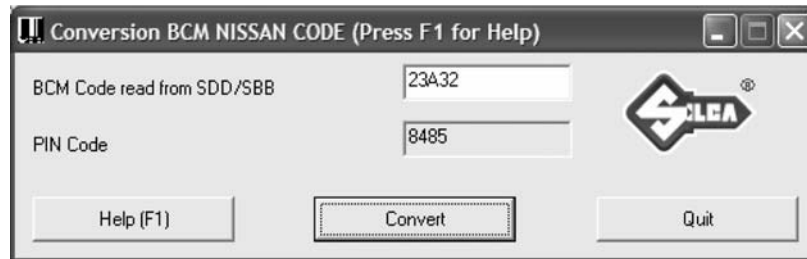 Conversion BCM NISSAN CODE (Press F1 for Help)
BCM Code read from SDD/SBB 23A32
PIN Code 8485
SILCA ®
Help (F1) Convert Quit